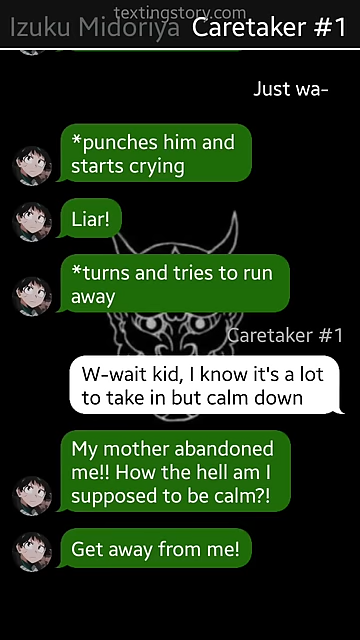 textingstory.com
Izuku Midoriya Caretaker #1
Just wa-
*punches him and
starts crying
Liar!
*turns and tries to run
away
Caretaker #1
W-wait kid, I know it's a lot
to take in but calm down
My mother abandoned
me!! How the hell am I
supposed to be calm?!
Get away from me!